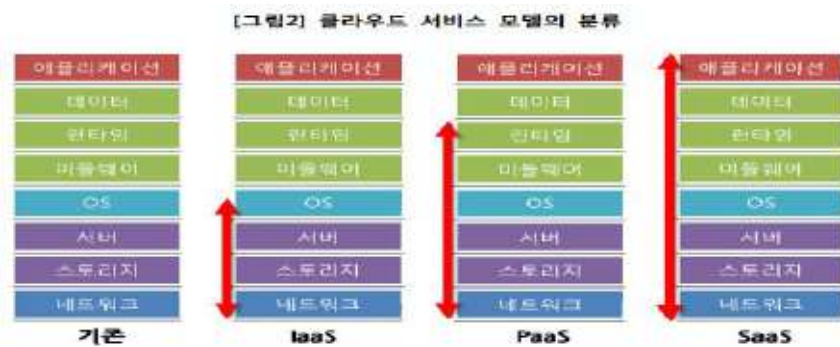 [그림2] 클라우드 서비스 모델의 분류
애플리케이션 애플리케이션 애플리케이션 애플리케이션
데이터 데이터 데이터 데이터
런타임 런타임 런타임 런타임
미들웨어 미들웨어 미들웨어 미들웨어
OS OS OS OS
서버 서버 서버 서버
스토리지 스토리지 스토리지 스토리지
네트워크 네트워크 네트워크 네트워크
기존 IaaS PaaS SaaS